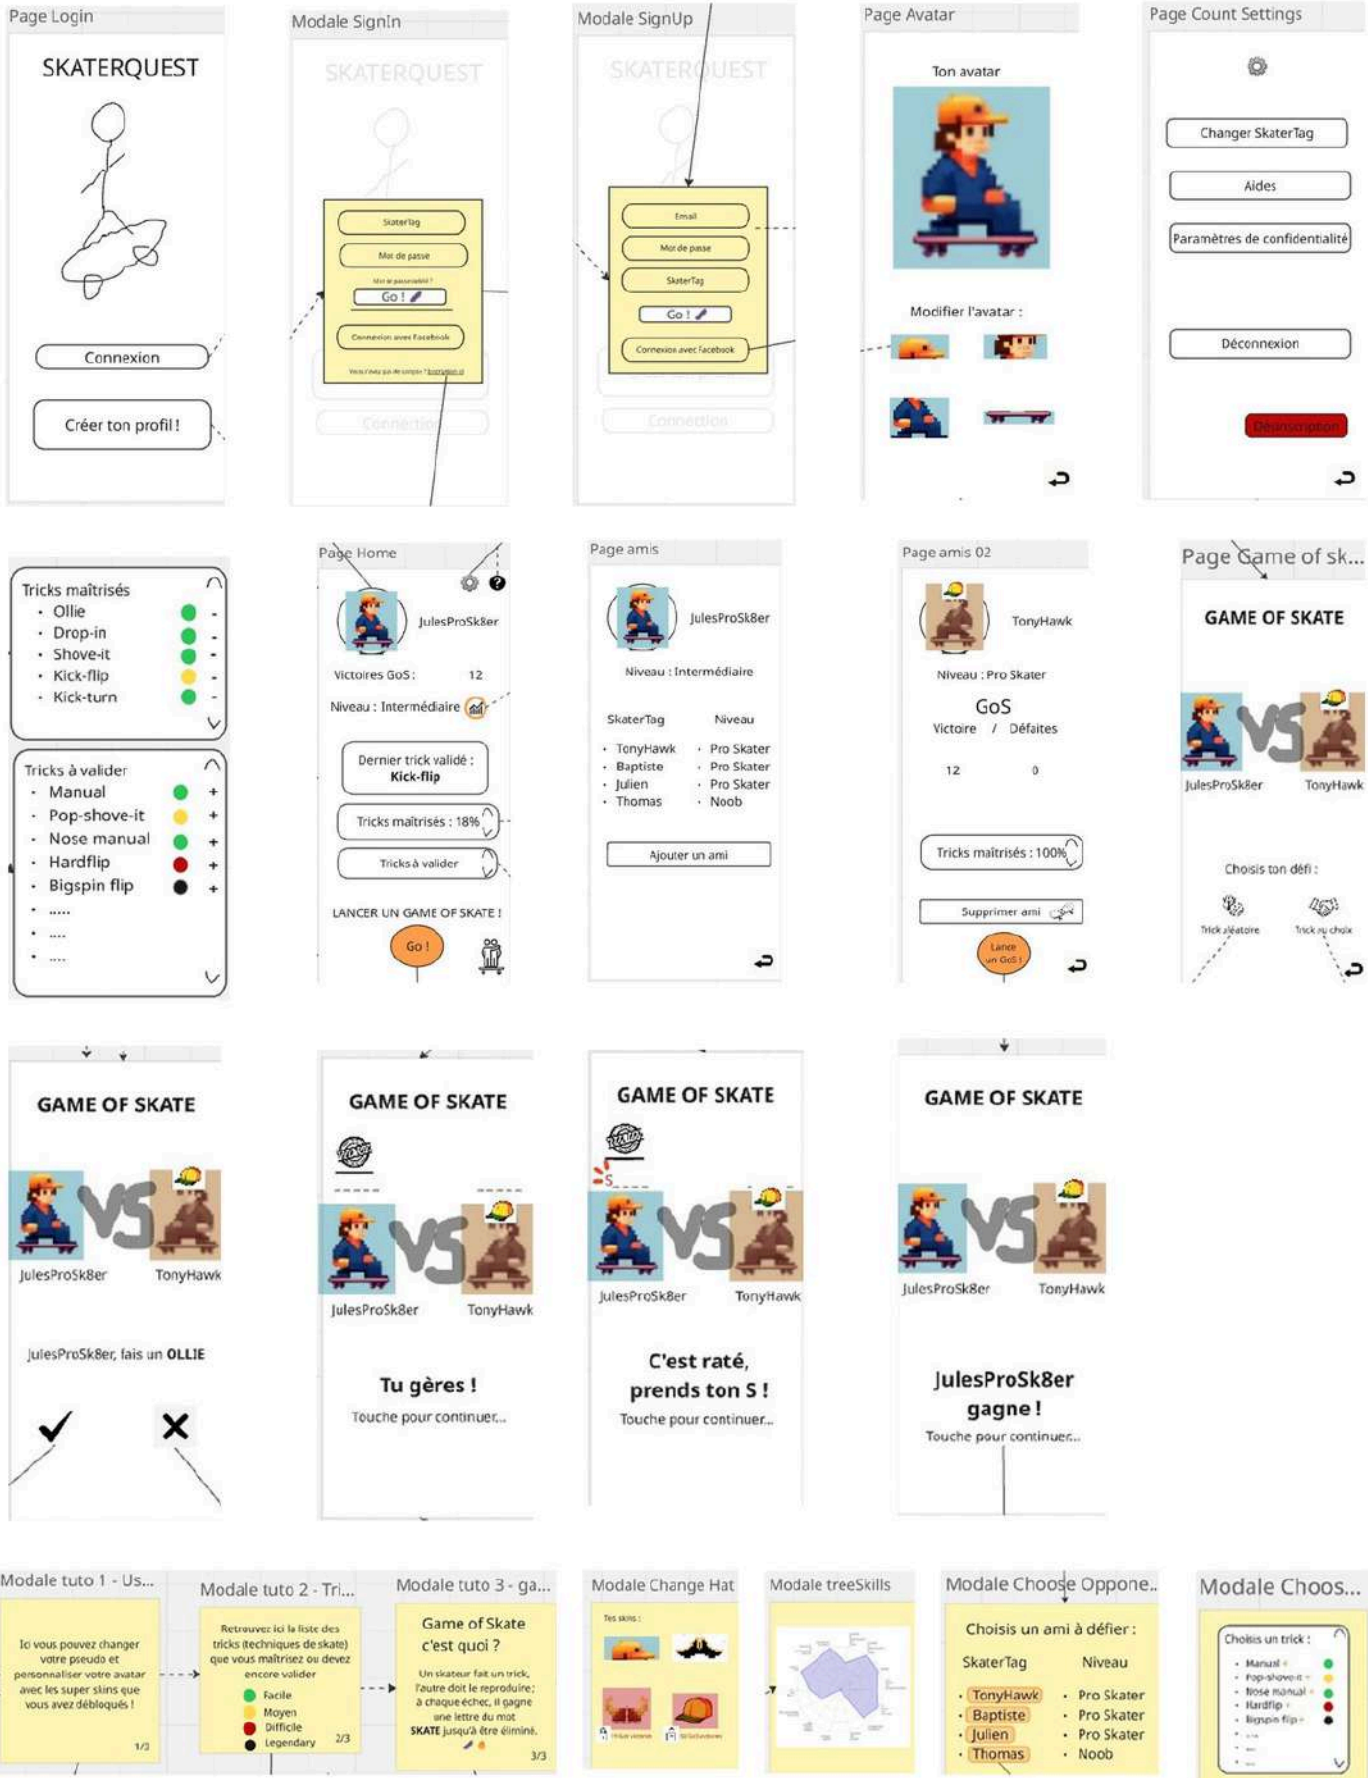 Page Login
SKATERQUEST
Connexion
Créer ton profil !
Modale SignIn
SKATERQUEST
SkaterTag
Mot de passe
Go !
Connexion avec Facebook
Connection
Modale SignUp
SKATERQUEST
Email
Mot de passe
SkaterTag
Go !
Connexion avec Facebook
Connection
Page Avatar
Ton avatar
Modifier l'avatar :
Page Count Settings
Changer SkaterTag
Aides
Paramètres de confidentialité
Déconnexion
Désinscription
Tricks maîtrisés
Ollie -
Drop-in -
Shove-it -
Kick-flip -
Kick-turn -
Tricks à valider
Manual +
Pop-shove-it +
Nose manual +
Hardflip +
Bigspin flip +
.....
....
....
Page Home
JulesProSk8er
Victoires GoS : 12
Niveau : Intermédiaire
Dernier trick validé :
Kick-flip
Tricks maîtrisés : 18%
Tricks à valider
LANCER UN GAME OF SKATE !
Go !
Page amis
JulesProSk8er
Niveau : Intermédiaire
SkaterTag Niveau
TonyHawk Pro Skater
Baptiste Pro Skater
Julien Pro Skater
Thomas Noob
Ajouter un ami
Page amis 02
TonyHawk
Niveau : Pro Skater
GoS
Victoire / Défaites
12 0
Tricks maîtrisés : 100%
Supprimer ami
Lance
un GoS !
Page Game of sk...
GAME OF SKATE
VS
JulesProSk8er TonyHawk
Choisis ton défi :
Trick aléatoire Trick au choix
GAME OF SKATE
VS
JulesProSk8er TonyHawk
JulesProSk8er, fais un OLLIE
GAME OF SKATE
VS
JulesProSk8er TonyHawk
Tu gères !
Touche pour continuer...
GAME OF SKATE
S
VS
JulesProSk8er TonyHawk
C'est raté,
prends ton S !
Touche pour continuer...
GAME OF SKATE
VS
JulesProSk8er TonyHawk
JulesProSk8er
gagne !
Touche pour continuer...
Modale tuto 1 - Us...
Ici vous pouvez changer
votre pseudo et
personnaliser votre avatar
avec les super skins que
vous avez débloqués !
1/3
Modale tuto 2 - Tri...
Retrouvez ici la liste des
tricks (techniques de skate)
que vous maîtrisez ou devez
encore valider
Facile
Moyen
Difficile
Legendary
2/3
Modale tuto 3 - ga...
Game of Skate
c'est quoi ?
Un skateur fait un trick,
l'autre doit le reproduire;
à chaque échec, il gagne
une lettre du mot
SKATE jusqu'à être éliminé.
3/3
Modale Change Hat
Tes skins :
Modale treeSkills
Modale Choose Oppone..
Choisis un ami à défier :
SkaterTag Niveau
TonyHawk Pro Skater
Baptiste Pro Skater
Julien Pro Skater
Thomas Noob
Modale Choos...
Choisis un trick :
Manual +
Pop-shove-it +
Nose manual +
Hardflip +
Bigspin flip +